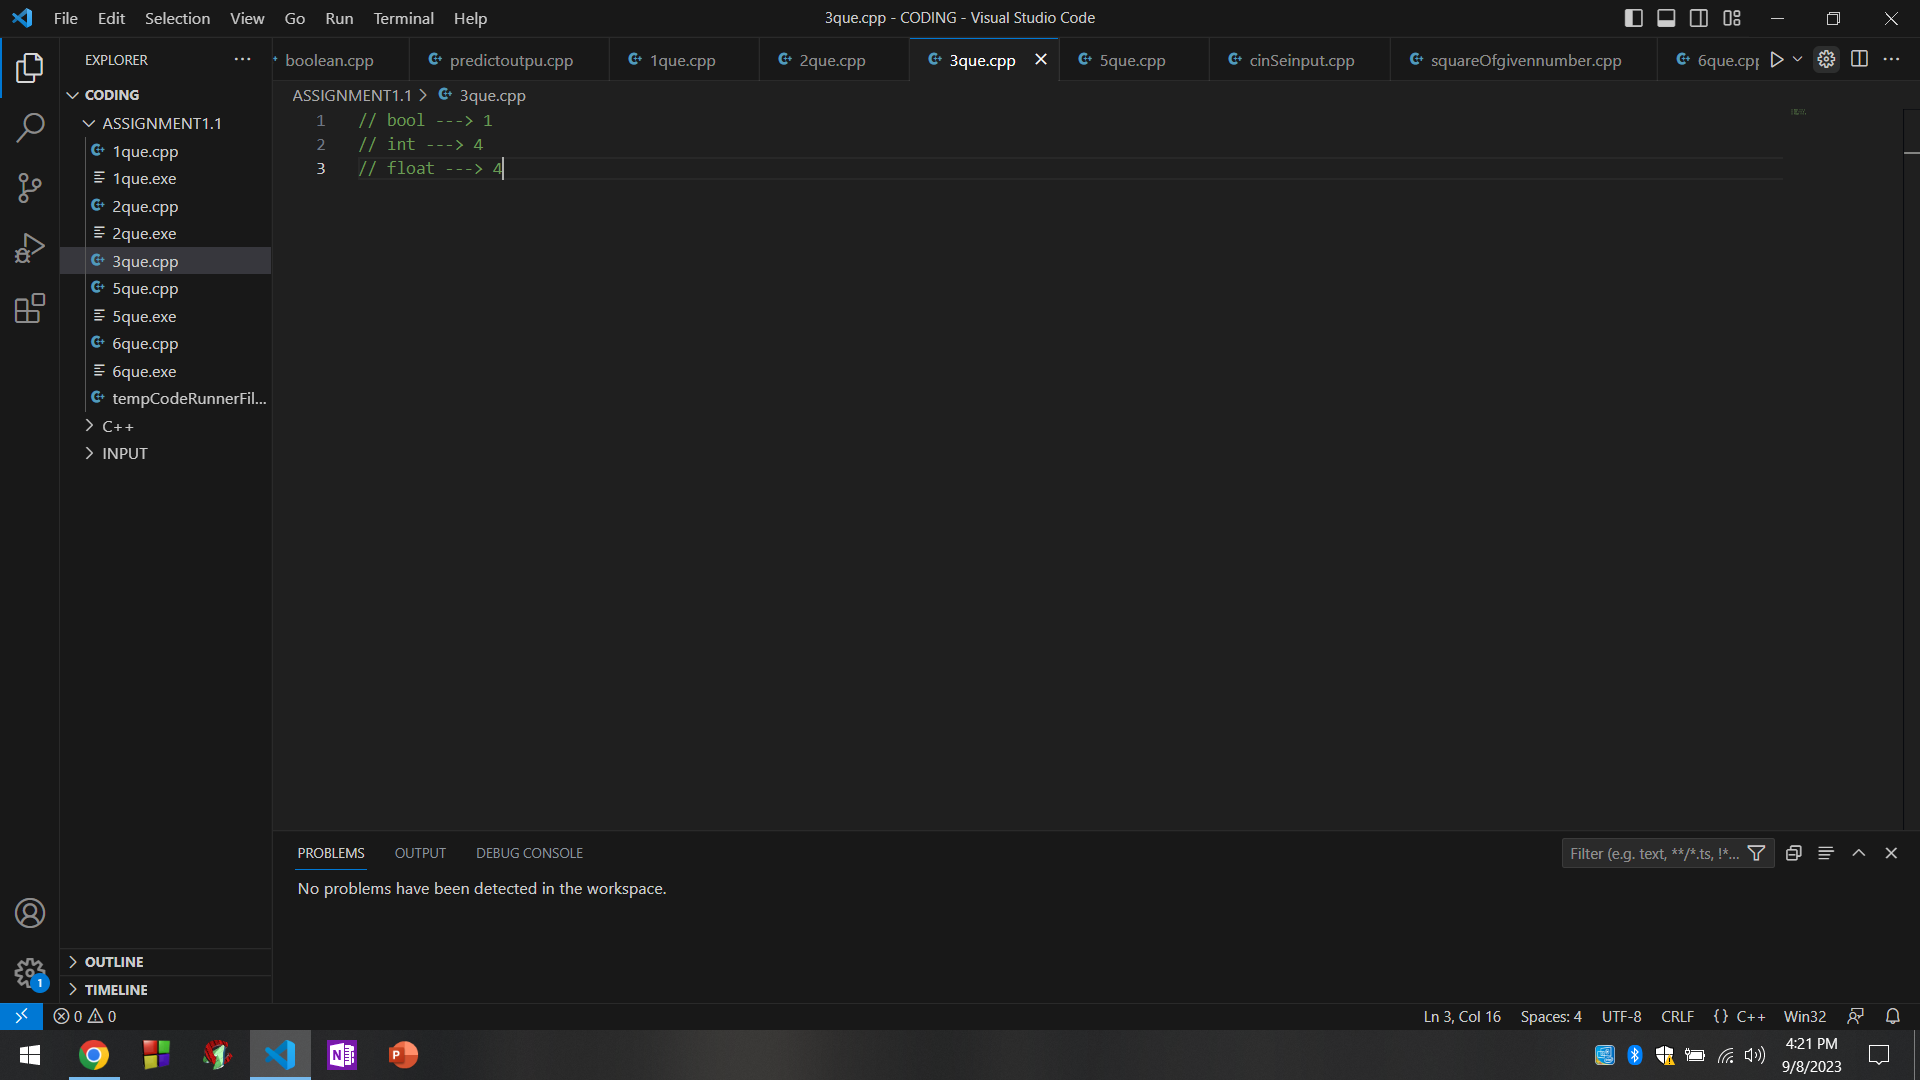 File Edit Selection View Go Run Terminal Help
3que.cpp - CODING - Visual Studio Code
EXPLORER
boolean.cpp predictoutpu.cpp 1que.cpp 2que.cpp 3que.cpp 5que.cpp cinSeinput.cpp squareOfgivennumber.cpp 6que.cpp
CODING
ASSIGNMENT1.1
1que.cpp
1que.exe
2que.cpp
2que.exe
3que.cpp
5que.cpp
5que.exe
6que.cpp
6que.exe
tempCodeRunnerFil...
C++
INPUT
OUTLINE
TIMELINE
ASSIGNMENT1.1 > 3que.cpp
1 // bool ---> 1
2 // int ---> 4
3 // float ---> 4
PROBLEMS OUTPUT DEBUG CONSOLE
Filter (e.g. text, **/*.ts, !*...
No problems have been detected in the workspace.
1
0 0
Ln 3, Col 16 Spaces: 4 UTF-8 CRLF {} C++ Win32
4:21 PM
9/8/2023